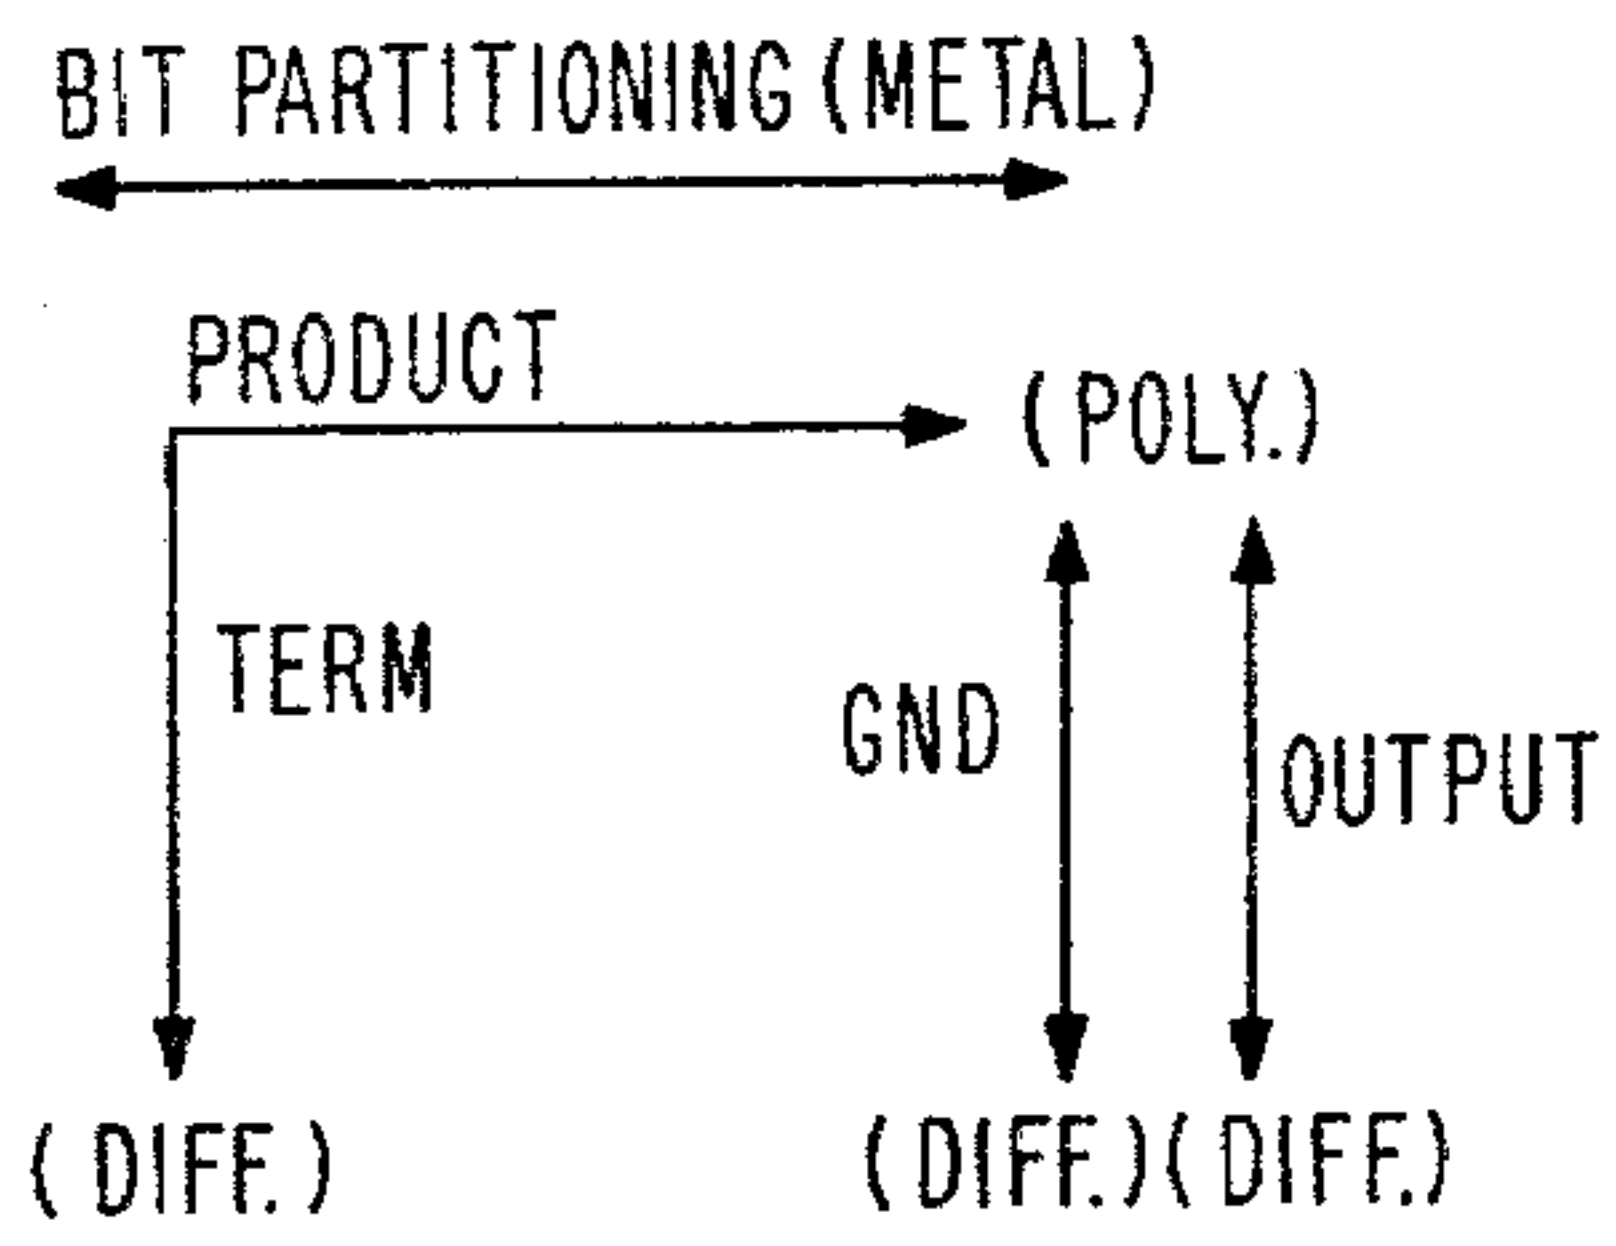 BIT PARTITIONING (METAL)
PRODUCT
(POLY.)
TERM
GND
OUTPUT
(DIFF.)
(DIFF.) (DIFF.)